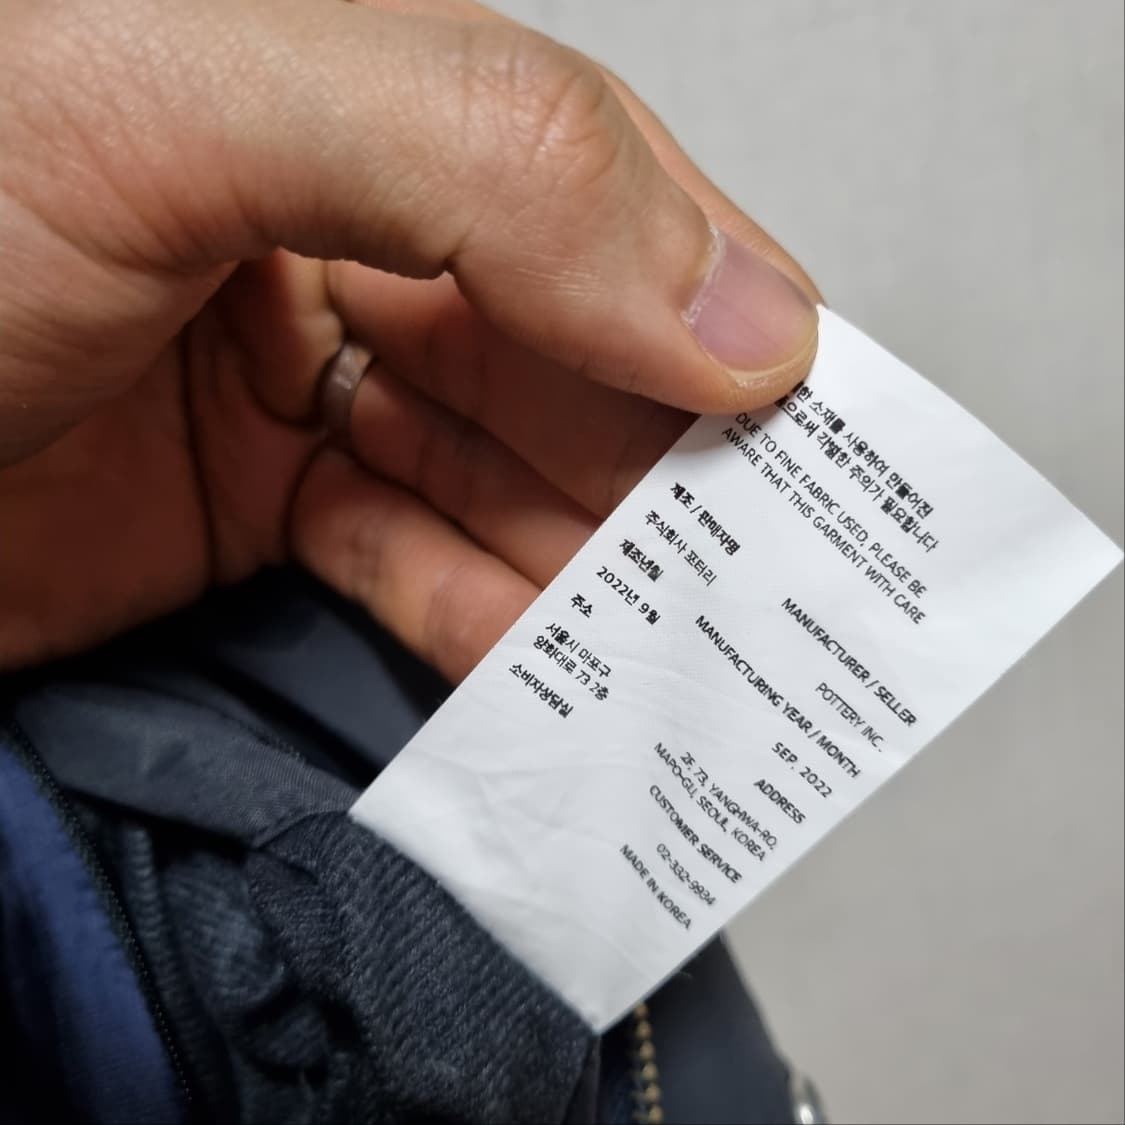 한 소재를 사용하여 만들어진
으로써 각별한 주의가 필요합니다
DUE TO FINE FABRIC USED, PLEASE BE
AWARE THAT THIS GARMENT WITH CARE
제조 / 판매자명
MANUFACTURER / SELLER
주식회사 포터리
POTTERY INC.
제조년월
MANUFACTURING YEAR / MONTH
2022년 9월
SEP. 2022
주소
ADDRESS
서울시 마포구
양화대로 73 2층
2F, 73, YANGHWA-RO,
MAPO-GU, SEOUL, KOREA
소비자상담실
CUSTOMER SERVICE
02-332-9934
MADE IN KOREA